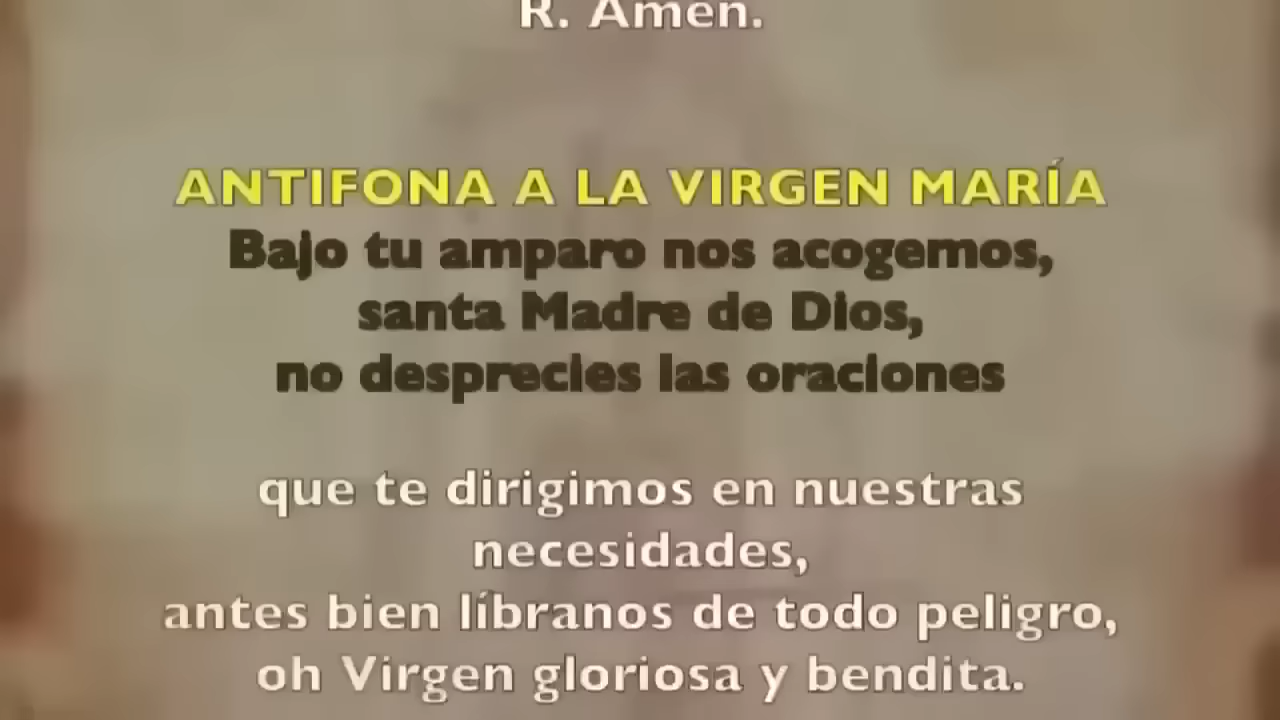 R. Amén.
ANTIFONA A LA VIRGEN MARÍA
Bajo tu amparo nos acogemos,
santa Madre de Dios,
no desprecies las oraciones
que te dirigimos en nuestras
necesidades,
antes bien líbranos de todo peligro,
oh Virgen gloriosa y bendita.